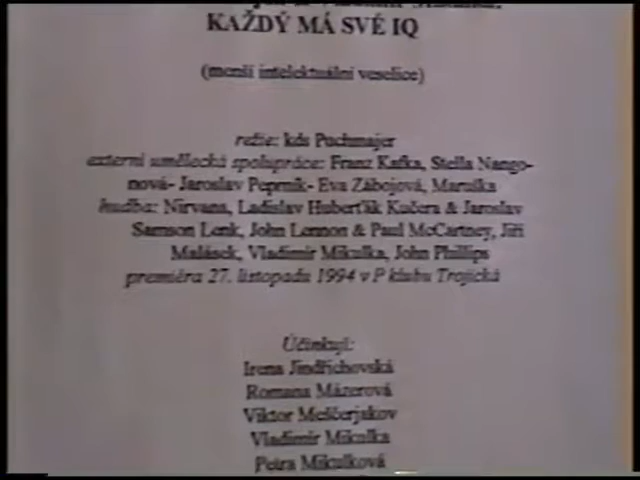 KAŽDÝ MÁ SVÉ IQ
(menší intelektuální veselice)
režie: kds Puchmajer
externí umělecká spolupráce: Franz Kafka, Stella Nango-
nová- Jaroslav Peprník- Eva Zábojová, Maruška
hudba: Nirvana, Ladislav Huberťák Kučera & Jaroslav
Samson Lenk, John Lennon & Paul McCartney, Jiří
Malásek, Vladimír Mikulka, John Phillips
premiéra 27. listopadu 1994 v P klubu Trojická
Účinkují:
Irena Jindřichovská
Romana Mázerová
Viktor Meščerjakov
Vladimír Mikulka
Petra Mikulková